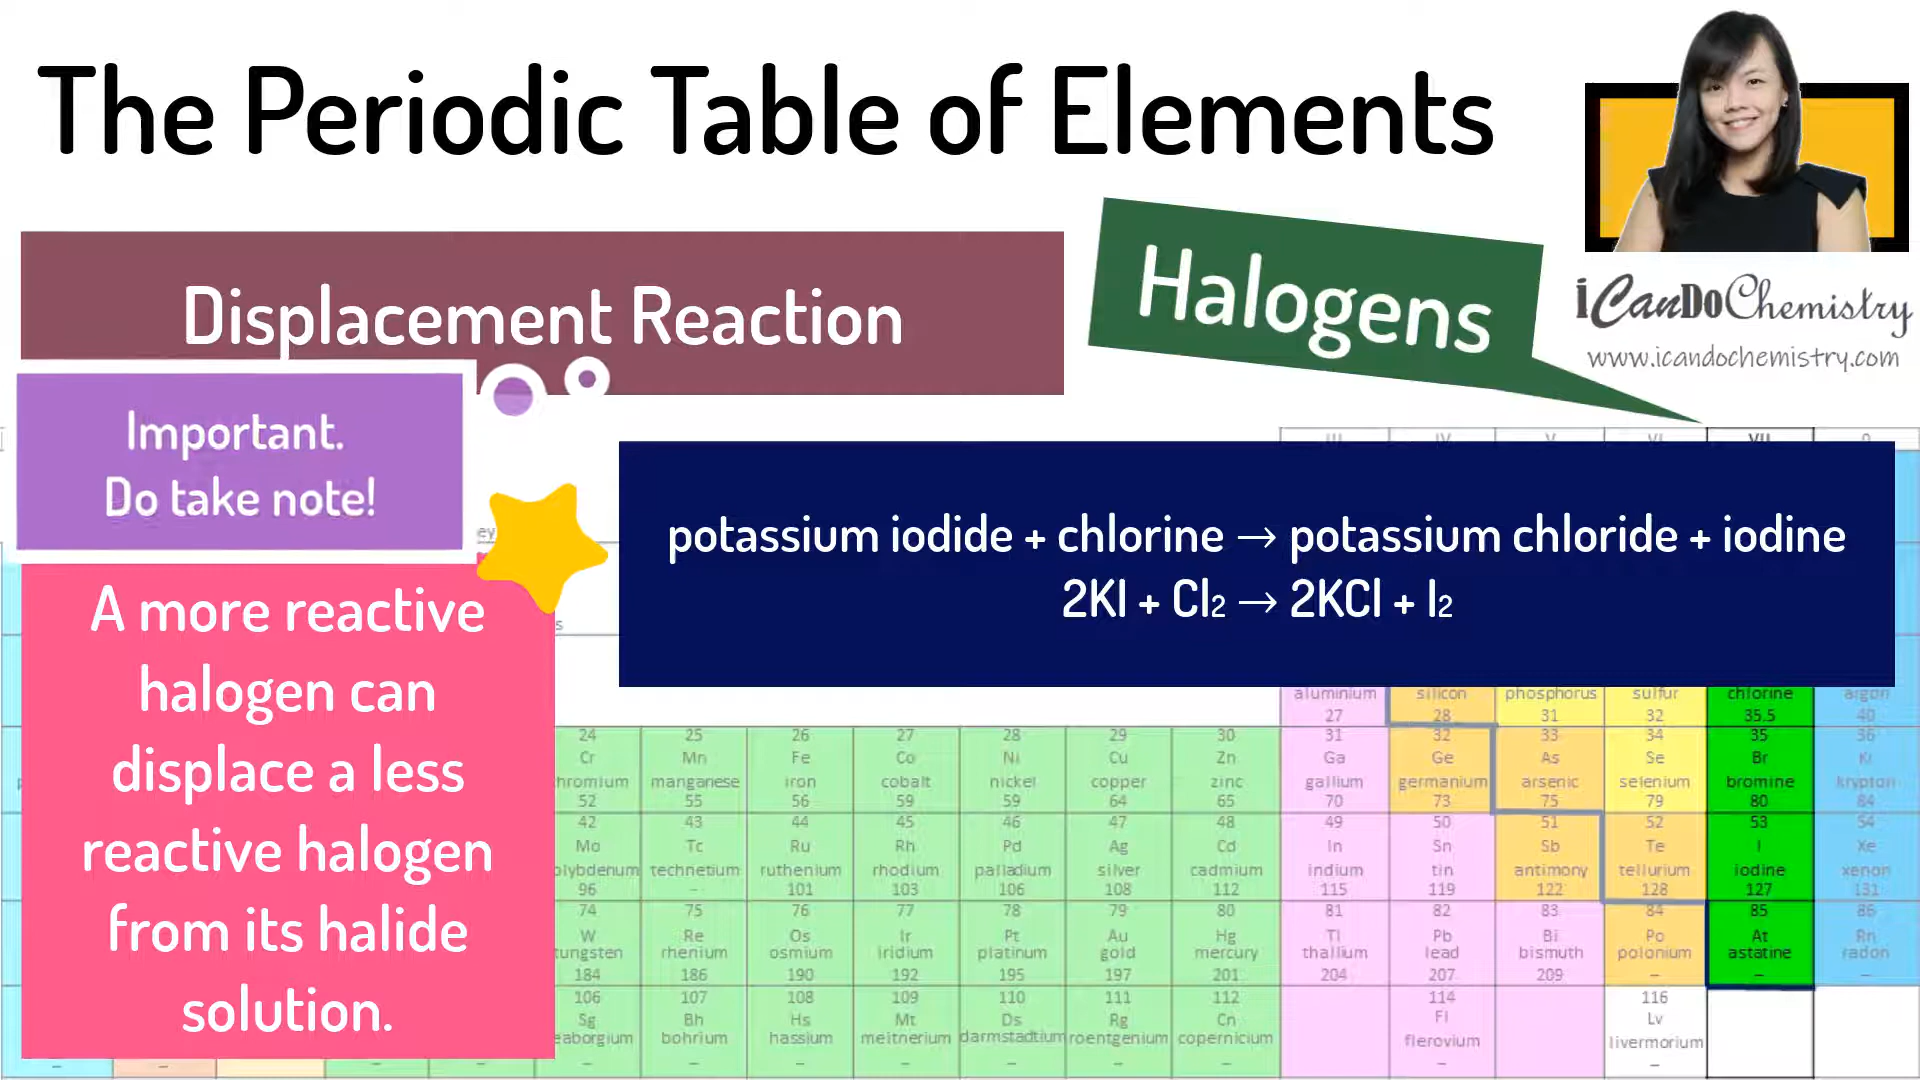 The Periodic Table of Elements
iCanDoChemistry
www.icandochemistry.com
Displacement Reaction
Halogens
Important.
Do take note!
potassium iodide + chlorine → potassium chloride + iodine
2KI + Cl₂ → 2KCl + I₂
A more reactive
halogen can
displace a less
reactive halogen
from its halide
solution.
III IV V VI VII 0
aluminium silicon phosphorus sulfur chlorine argon
27 28 31 32 35.5 40
24 25 26 27 28 29 30 31 32 33 34 35 36
Cr Mn Fe Co Ni Cu Zn Ga Ge As Se Br Kr
hromium manganese iron cobalt nickel copper zinc gallium germanium arsenic selenium bromine krypton
52 55 56 59 59 64 65 70 73 75 79 80 84
42 43 44 45 46 47 48 49 50 51 52 53 54
Mo Tc Ru Rh Pd Ag Cd In Sn Sb Te I Xe
olybdenum technetium ruthenium rhodium palladium silver cadmium indium tin antimony tellurium iodine xenon
96 – 101 103 106 108 112 115 119 122 128 127 131
74 75 76 77 78 79 80 81 82 83 84 85 86
W Re Os Ir Pt Au Hg Tl Pb Bi Po At Rn
tungsten rhenium osmium iridium platinum gold mercury thallium lead bismuth polonium astatine radon
184 186 190 192 195 197 201 204 207 209 – – –
106 107 108 109 110 111 112 114 116
Sg Bh Hs Mt Ds Rg Cn Fl Lv
eaborgium bohrium hassium meitnerium darmstadtium roentgenium copernicium flerovium livermorium